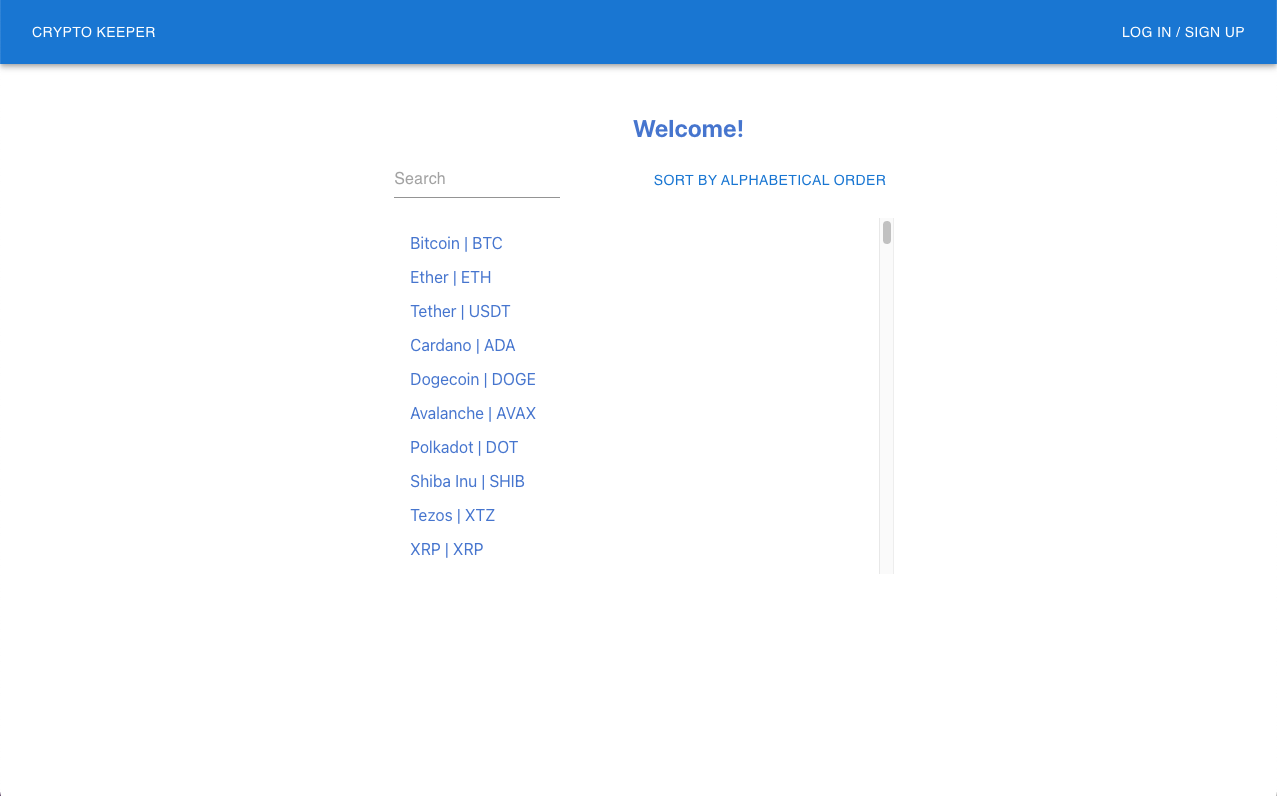 CRYPTO KEEPER
LOG IN / SIGN UP
Welcome!
Search
SORT BY ALPHABETICAL ORDER
Bitcoin | BTC
Ether | ETH
Tether | USDT
Cardano | ADA
Dogecoin | DOGE
Avalanche | AVAX
Polkadot | DOT
Shiba Inu | SHIB
Tezos | XTZ
XRP | XRP